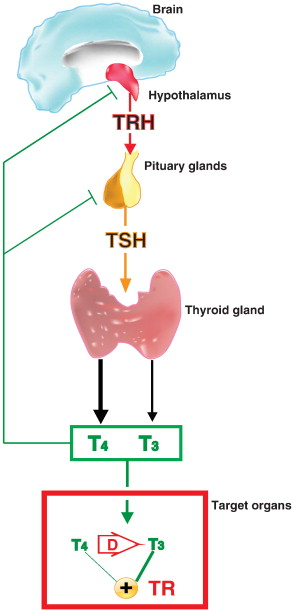 Brain
Hypothalamus
TRH
Pituary glands
TSH
Thyroid gland
T4 T3
Target organs
T4 D T3
+ TR